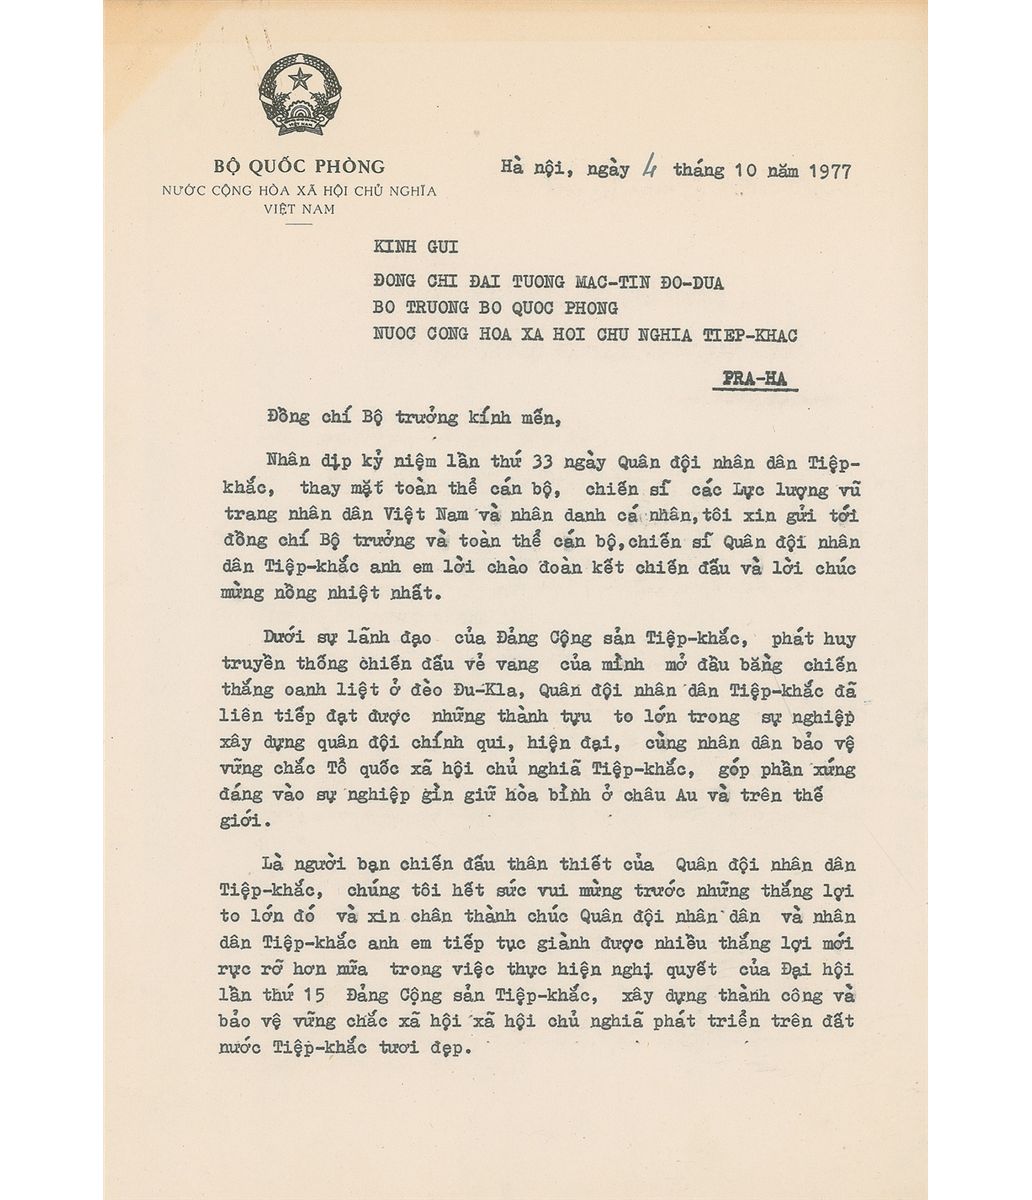 VIỆT NAM
BỘ QUỐC PHÒNG
NƯỚC CỘNG HÒA XÃ HỘI CHỦ NGHĨA
VIỆT NAM
Hà nội, ngày 4 tháng 10 năm 1977
KINH GUI
ĐONG CHI ĐAI TUONG MAC-TIN ĐO-DUA
BO TRUONG BO QUOC PHONG
NUOC CONG HOA XA HOI CHU NGHIA TIEP-KHAC
PRA-HA
Đồng chí Bộ trưởng kính mến,
Nhân dịp kỷ niệm lần thứ 33 ngày Quân đội nhân dân Tiệp-
khắc, thay mặt toàn thể cán bộ, chiến sĩ các Lực lượng vũ
trang nhân dân Việt Nam và nhân danh cá nhân, tôi xin gửi tới
đồng chí Bộ trưởng và toàn thể cán bộ, chiến sĩ Quân đội nhân
dân Tiệp-khắc anh em lời chào đoàn kết chiến đấu và lời chúc
mừng nồng nhiệt nhất.
Dưới sự lãnh đạo của Đảng Cộng sản Tiệp-khắc, phát huy
truyền thống chiến đấu vẻ vang của mình mở đầu bằng chiến
thắng oanh liệt ở đèo Đu-Kla, Quân đội nhân dân Tiệp-khắc đã
liên tiếp đạt được những thành tựu to lớn trong sự nghiệp
xây dựng quân đội chính qui, hiện đại, cùng nhân dân bảo vệ
vững chắc Tổ quốc xã hội chủ nghiã Tiệp-khắc, góp phần xứng
đáng vào sự nghiệp gìn giữ hòa bình ở châu Au và trên thế
giới.
Là người bạn chiến đấu thân thiết của Quân đội nhân dân
Tiệp-khắc, chúng tôi hết sức vui mừng trước những thắng lợi
to lớn đó và xin chân thành chúc Quân đội nhân dân và nhân
dân Tiệp-khắc anh em tiếp tục giành được nhiều thắng lợi mới
rực rỡ hơn nữa trong việc thực hiện nghị quyết của Đại hội
lần thứ 15 Đảng Cộng sản Tiệp-khắc, xây dựng thành công và
bảo vệ vững chắc xã hội xã hội chủ nghiã phát triển trên đất
nước Tiệp-khắc tươi đẹp.